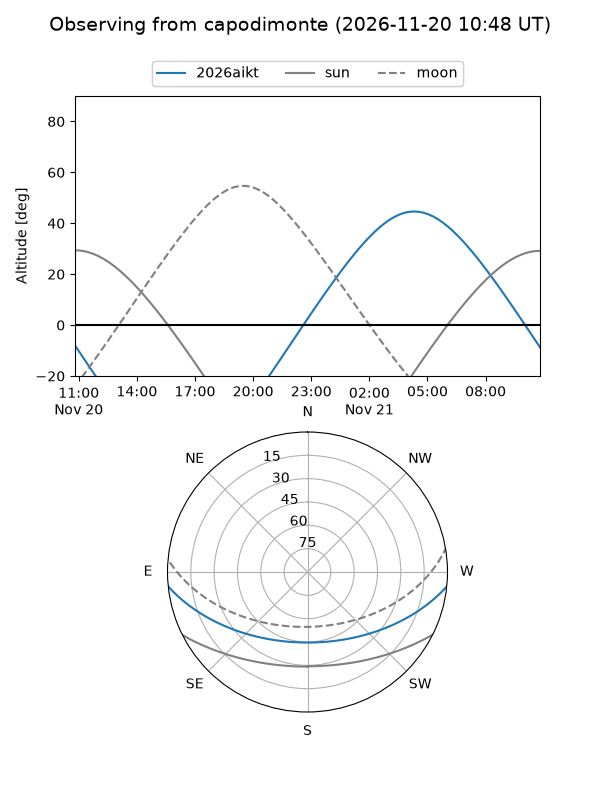 Observing from capodimonte (2026-11-20 10:48 UT)
2026aikt sun moon
80
60
40
20
0
−20
Altitude [deg]
11:00 14:00 17:00 20:00 23:00 02:00 05:00 08:00
Nov 20 Nov 21
N
NE NW
15
30
45
60
75
E W
SE SW
S